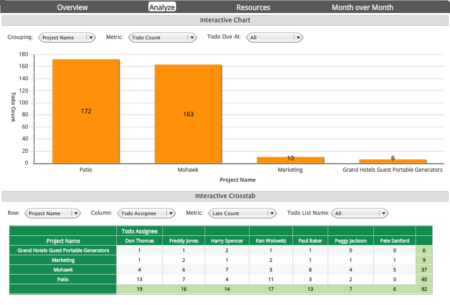 Overview Analyze Resources Month over Month
Interactive Chart
Grouping: Project Name Metric: Todo Count Todo Due At: All
180
160
140
120
100
80
60
40
20
0
Todo Count
172
163
10
6
Patio Mohawk Marketing Grand Hotels Guest Portable Generators
Project Name
Interactive Crosstab
Row: Project Name Column: Todo Assignee Metric: Late Count Todo List Name: All
Todo Assignee
Project Name Don Thomas Freddy Jones Harry Spencer Ken Wolowitz Paul Baker Peggy Jackson Pete Sanford
Grand Hotels Guest Portable Generators 1 1 2 1 1 0 0 6
Marketing 1 2 1 2 1 1 1 9
Mohawk 4 6 7 3 8 4 5 37
Patio 13 7 4 11 3 2 0 40
19 16 14 17 13 7 6 92